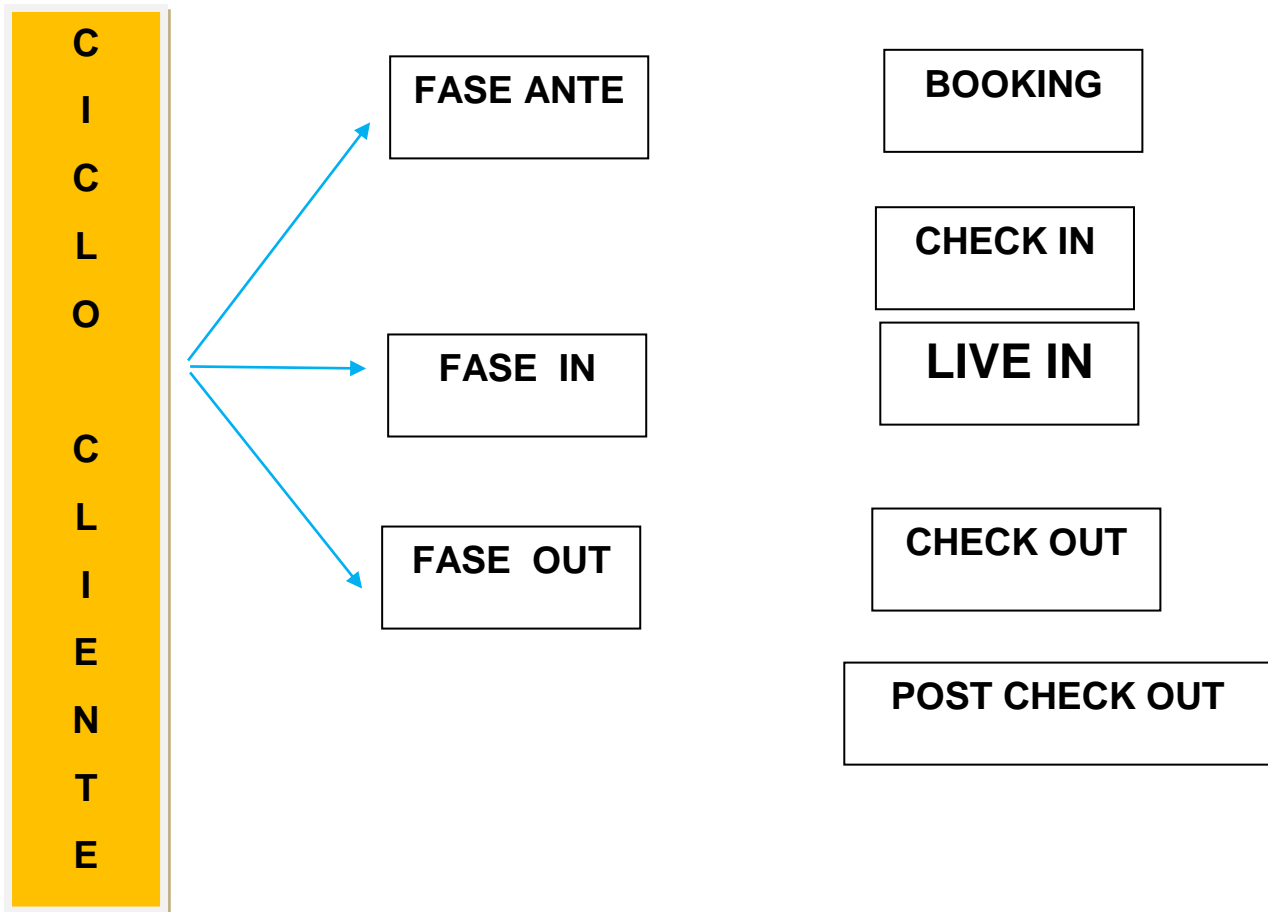 C
I
C
L
O
C
L
I
E
N
T
E
FASE ANTE
BOOKING
CHECK IN
FASE IN
LIVE IN
FASE OUT
CHECK OUT
POST CHECK OUT